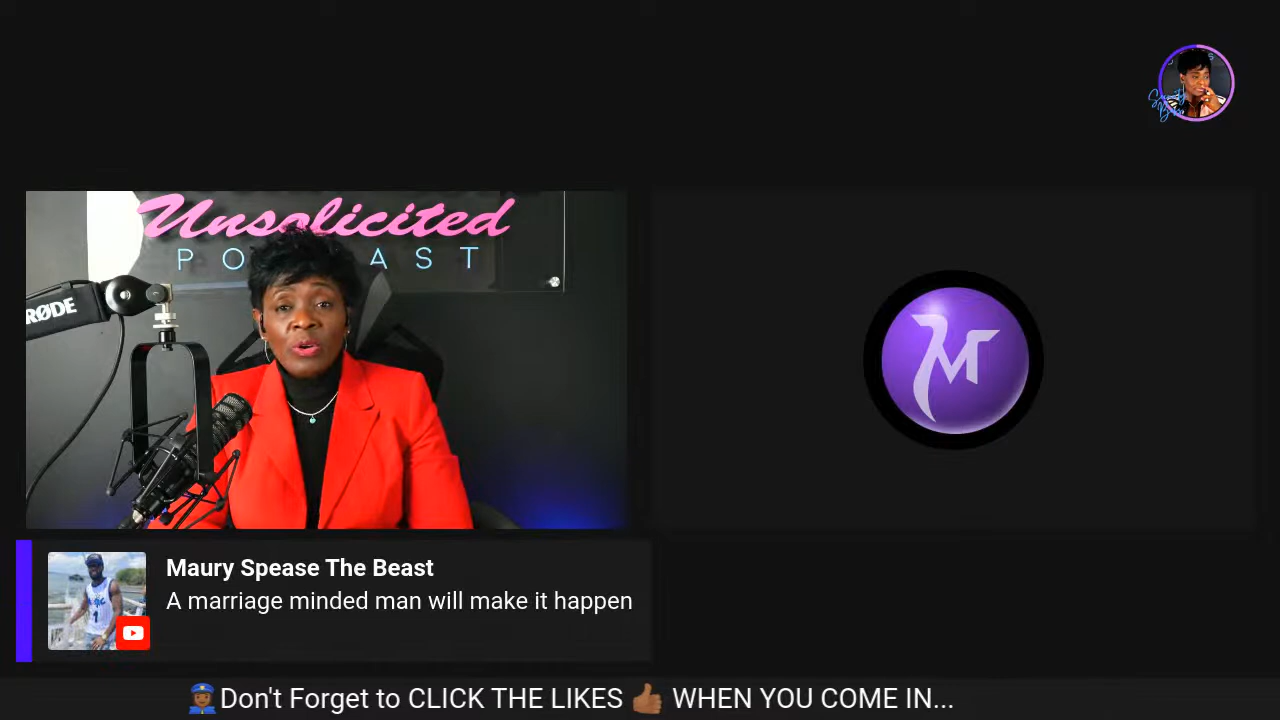 Unsolicited
PO AST
RØDE
M
Maury Spease The Beast
A marriage minded man will make it happen
👮🏾Don't Forget to CLICK THE LIKES 👍🏾 WHEN YOU COME IN...